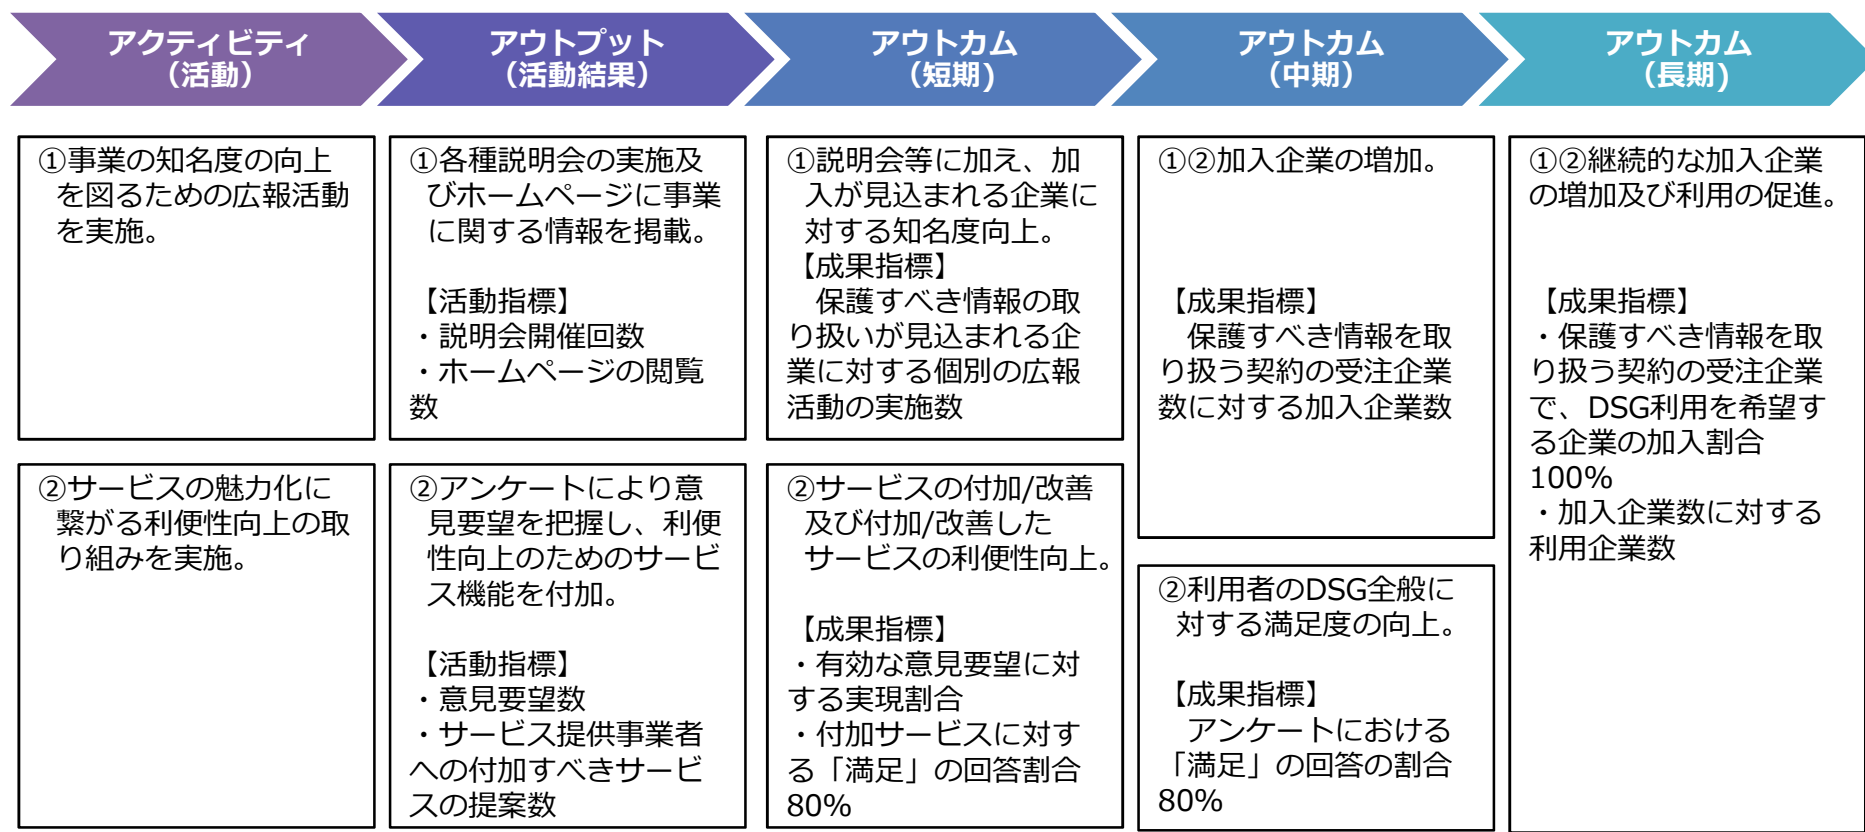 アクティビティ
（活動）
アウトプット
（活動結果）
アウトカム
（短期)
アウトカム
（中期）
アウトカム
（長期)
①事業の知名度の向上
を図るための広報活動
を実施。
①各種説明会の実施及
びホームページに事業
に関する情報を掲載。
【活動指標】
・説明会開催回数
・ホームページの閲覧
数
①説明会等に加え、加
入が見込まれる企業に
対する知名度向上。
【成果指標】
保護すべき情報の取
り扱いが見込まれる企
業に対する個別の広報
活動の実施数
①②加入企業の増加。
【成果指標】
保護すべき情報を取
り扱う契約の受注企業
数に対する加入企業数
①②継続的な加入企業
の増加及び利用の促進。
【成果指標】
・保護すべき情報を取
り扱う契約の受注企業
で、DSG利用を希望す
る企業の加入割合
100%
・加入企業数に対する
利用企業数
②サービスの魅力化に
繋がる利便性向上の取
り組みを実施。
②アンケートにより意
見要望を把握し、利便
性向上のためのサービ
ス機能を付加。
【活動指標】
・意見要望数
・サービス提供事業者
への付加すべきサービ
スの提案数
②サービスの付加/改善
及び付加/改善した
サービスの利便性向上。
【成果指標】
・有効な意見要望に対
する実現割合
・付加サービスに対す
る「満足」の回答割合
80%
②利用者のDSG全般に
対する満足度の向上。
【成果指標】
アンケートにおける
「満足」の回答の割合
80%